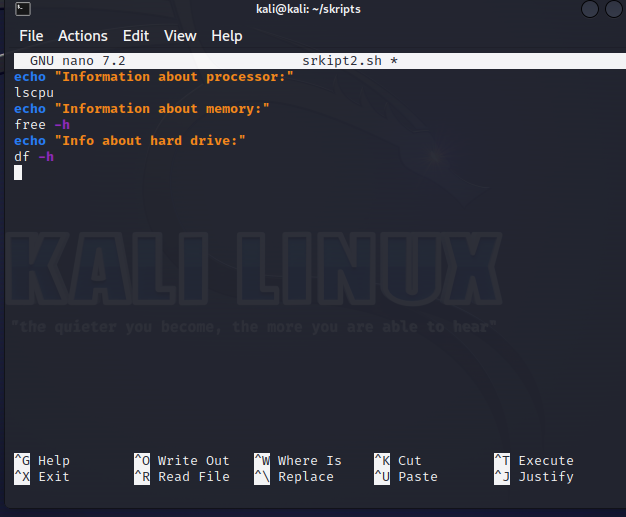 kali@kali: ~/skripts
File Actions Edit View Help
GNU nano 7.2 srkipt2.sh *
echo "Information about processor:"
lscpu
echo "Information about memory:"
free -h
echo "Info about hard drive:"
df -h
KALI LINUX
"the quieter you become, the more you are able to hear"
^G Help ^O Write Out ^W Where Is ^K Cut ^T Execute
^X Exit ^R Read File ^\ Replace ^U Paste ^J Justify